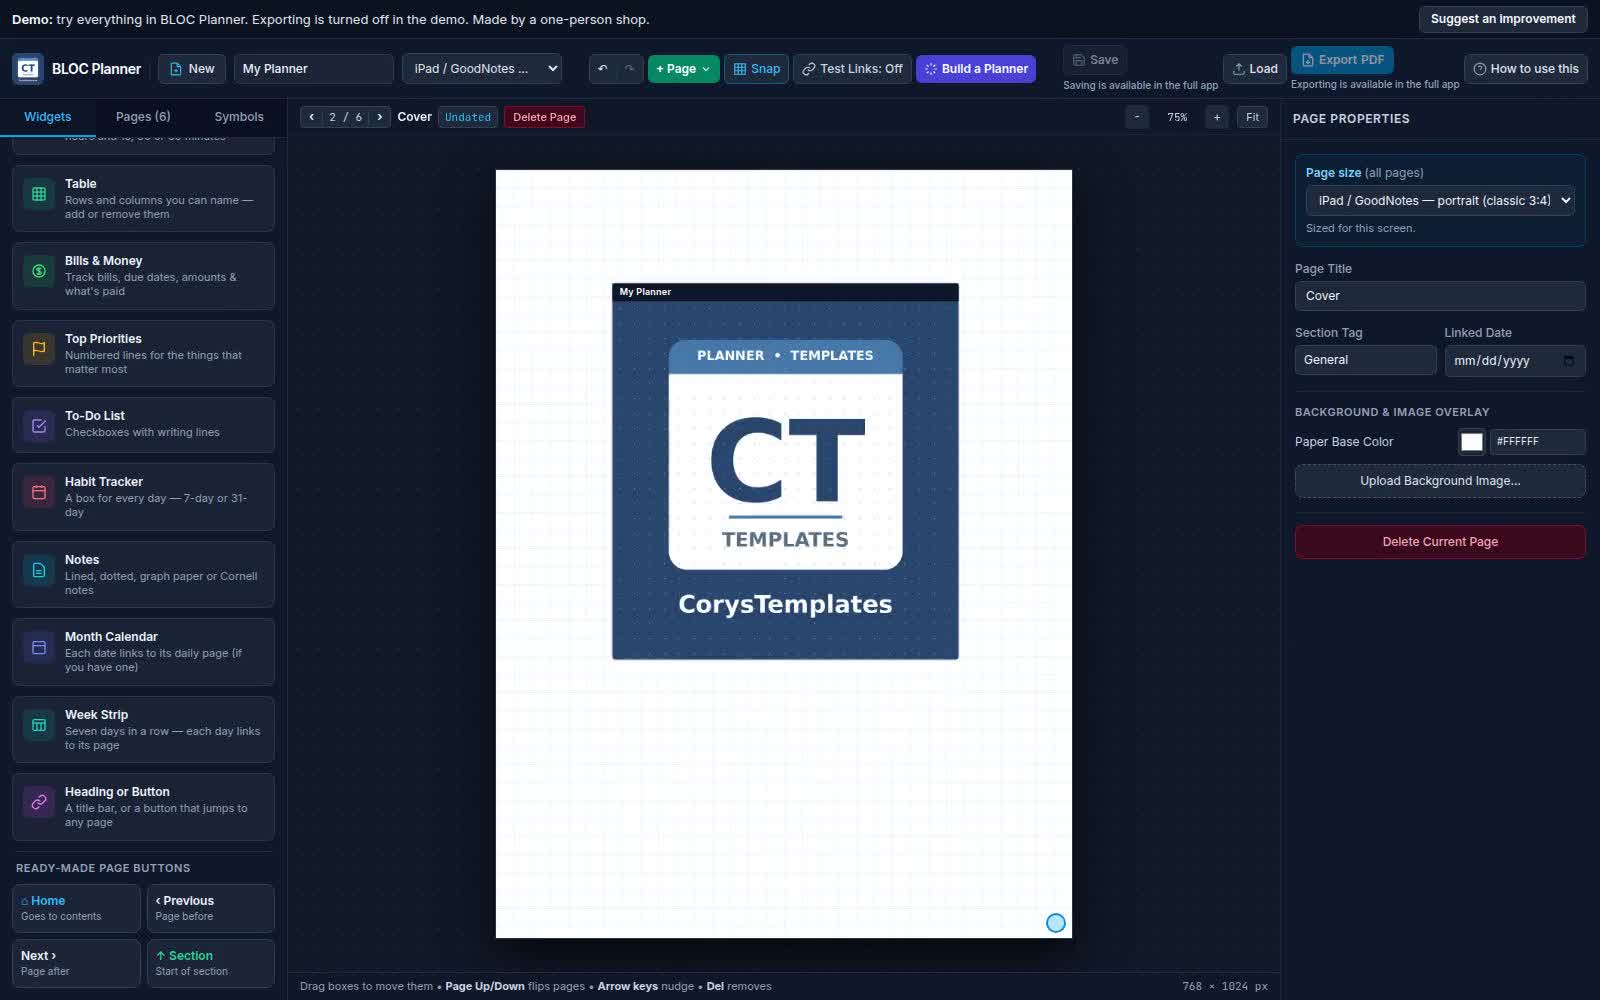 Demo: try everything in BLOC Planner. Exporting is turned off in the demo. Made by a one-person shop.
Suggest an Improvement
CT
BLOC Planner
New
My Planner
iPad / GoodNotes ...
+ Page
Snap
Test Links: Off
Build a Planner
Save
Saving is available in the full app
Load
Export PDF
Exporting is available in the full app
How to use this
Widgets
Pages (6)
Symbols
Table
Rows and columns you can name —
add or remove them
Bills & Money
Track bills, due dates, amounts &
what's paid
Top Priorities
Numbered lines for the things that
matter most
To-Do List
Checkboxes with writing lines
Habit Tracker
A box for every day — 7-day or 31-
day
Notes
Lined, dotted, graph paper or Cornell
notes
Month Calendar
Each date links to its daily page (if
you have one)
Week Strip
Seven days in a row — each day links
to its page
Heading or Button
A title bar, or a button that jumps to
any page
READY-MADE PAGE BUTTONS
⌂ Home
Goes to contents
‹ Previous
Page before
Next ›
Page after
↑ Section
Start of section
‹ 2 / 6 ›
Cover
Undated
Delete Page
- 75% +
Fit
My Planner
PLANNER • TEMPLATES
CT
TEMPLATES
CorysTemplates
Drag boxes to move them • Page Up/Down flips pages • Arrow keys nudge • Del removes
768 × 1024 px
PAGE PROPERTIES
Page size (all pages)
iPad / GoodNotes — portrait (classic 3:4)
Sized for this screen.
Page Title
Cover
Section Tag
Linked Date
General
mm/dd/yyyy
BACKGROUND & IMAGE OVERLAY
Paper Base Color
#FFFFFF
Upload Background Image...
Delete Current Page